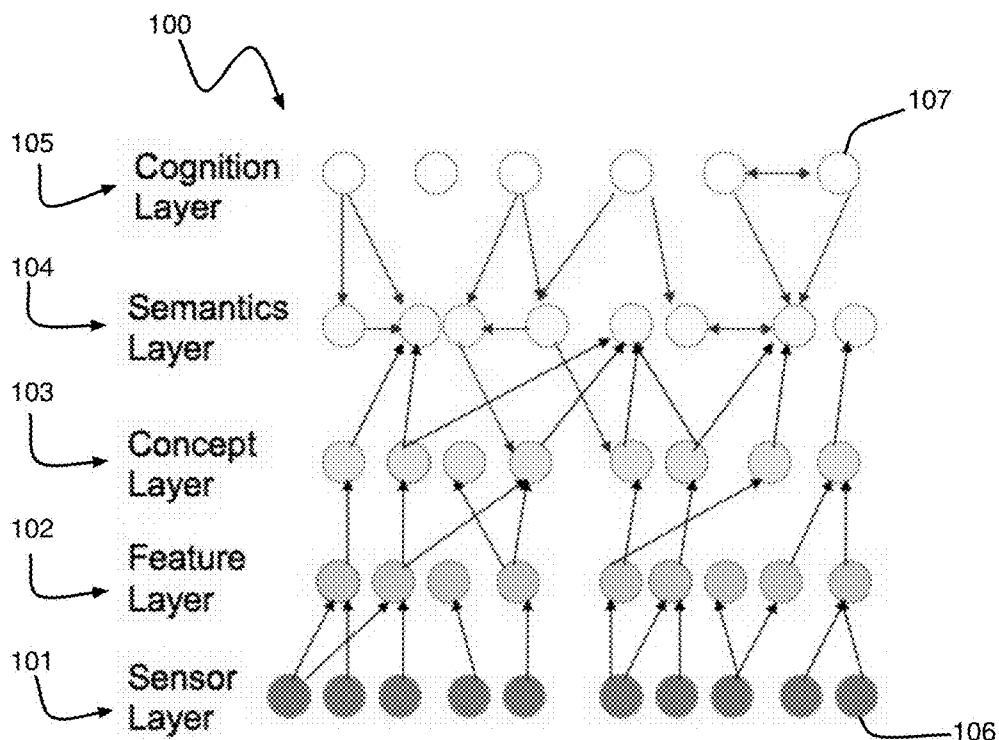 100
107
105
Cognition
Layer
104
Semantics
Layer
103
Concept
Layer
102
Feature
Layer
101
Sensor
Layer
106